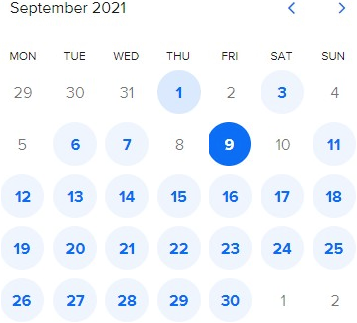 September 2021
MON TUE WED THU FRI SAT SUN
29 30 31 1 2 3 4
5 6 7 8 9 10 11
12 13 14 15 16 17 18
19 20 21 22 23 24 25
26 27 28 29 30 1 2